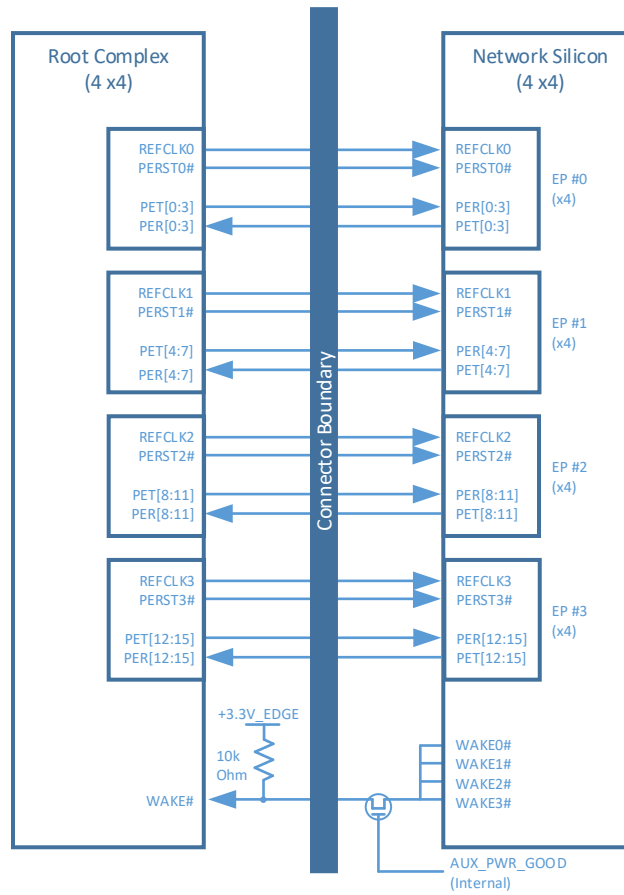 Root Complex
(4 x4)
REFCLK0
PERST0#
PET[0:3]
PER[0:3]
REFCLK1
PERST1#
PET[4:7]
PER[4:7]
REFCLK2
PERST2#
PET[8:11]
PER[8:11]
REFCLK3
PERST3#
PET[12:15]
PER[12:15]
+3.3V_EDGE
10k
Ohm
WAKE#
Connector Boundary
Network Silicon
(4 x4)
REFCLK0
PERST0#
PER[0:3]
PET[0:3]
EP #0
(x4)
REFCLK1
PERST1#
PER[4:7]
PET[4:7]
EP #1
(x4)
REFCLK2
PERST2#
PER[8:11]
PET[8:11]
EP #2
(x4)
REFCLK3
PERST3#
PER[12:15]
PET[12:15]
EP #3
(x4)
WAKE0#
WAKE1#
WAKE2#
WAKE3#
AUX_PWR_GOOD
(Internal)